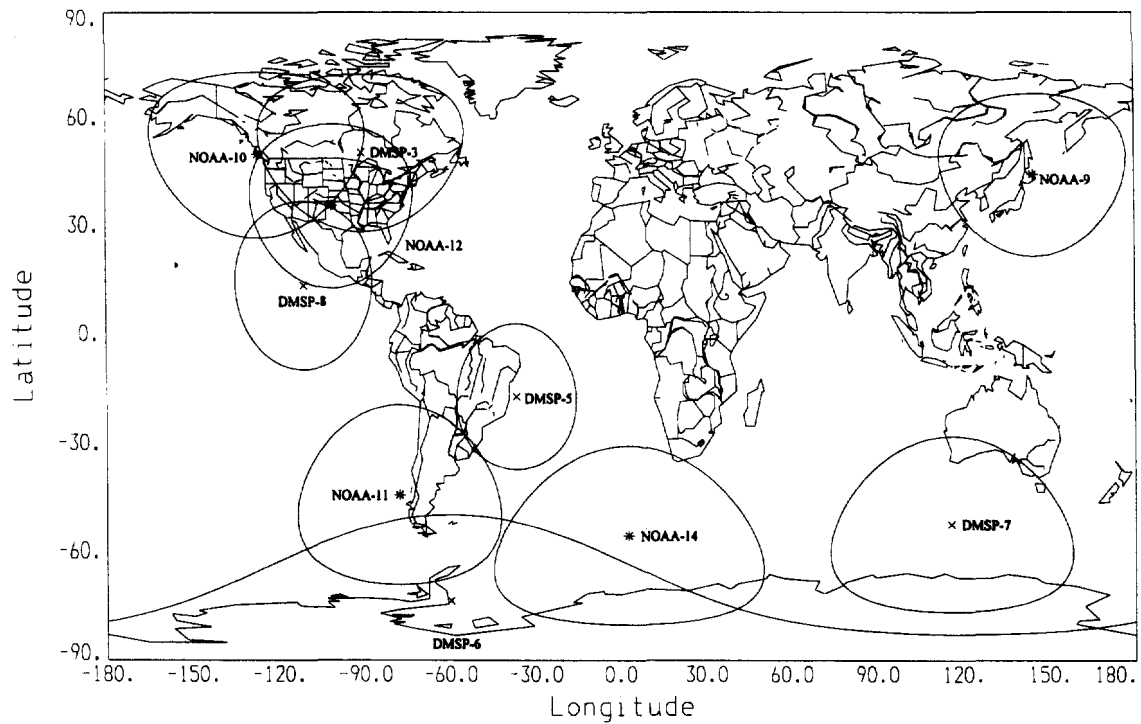 90.
60.
30.
0.
-30.
-60.
-90.
Latitude
NOAA-10
DMSP-3
NOAA-9
NOAA-12
DMSP-8
DMSP-5
NOAA-11
NOAA-14
DMSP-7
DMSP-6
-180. -150. -120. -90.0 -60.0 -30.0 0.0 30.0 60.0 90.0 120. 150. 180.
Longitude